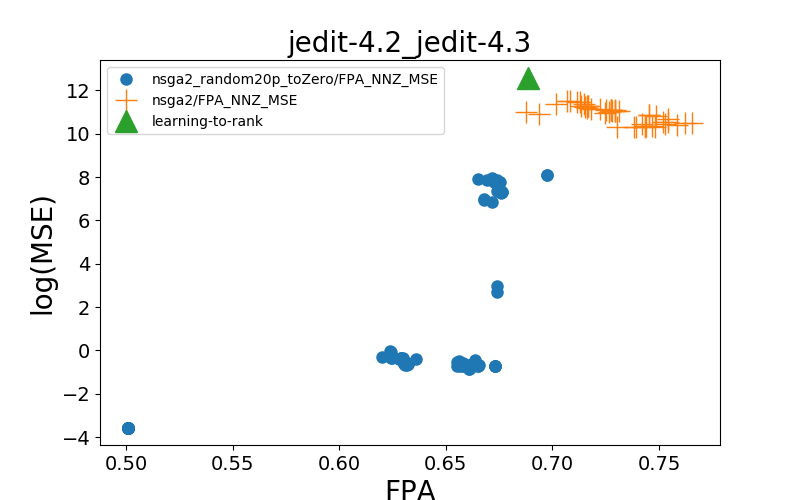 jedit-4.2_jedit-4.3
nsga2_random20p_toZero/FPA_NNZ_MSE
nsga2/FPA_NNZ_MSE
learning-to-rank
log(MSE)
12
10
8
6
4
2
0
−2
−4
0.50 0.55 0.60 0.65 0.70 0.75
FPA